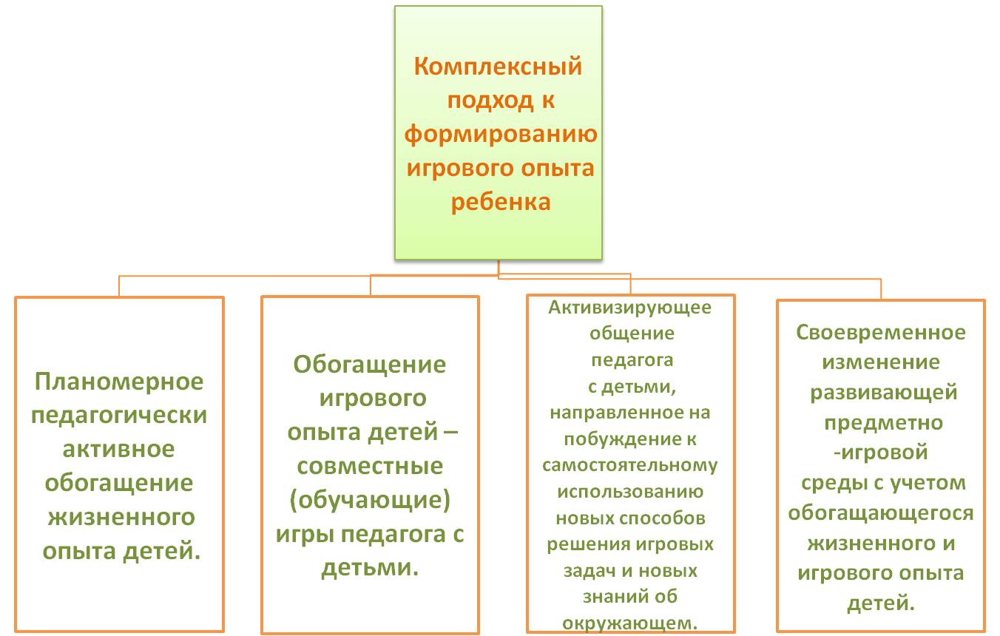 Комплексный
подход к
формированию
игрового опыта
ребенка
Планомерное
педагогически
активное
обогащение
жизненного
опыта детей.
Обогащение
игрового
опыта детей –
совместные
(обучающие)
игры педагога с
детьми.
Активизирующее
общение
педагога
с детьми,
направленное на
побуждение к
самостоятельному
использованию
новых способов
решения игровых
задач и новых
знаний об
окружающем.
Своевременное
изменение
развивающей
предметно
-игровой
среды с учетом
обогащающегося
жизненного и
игрового опыта
детей.